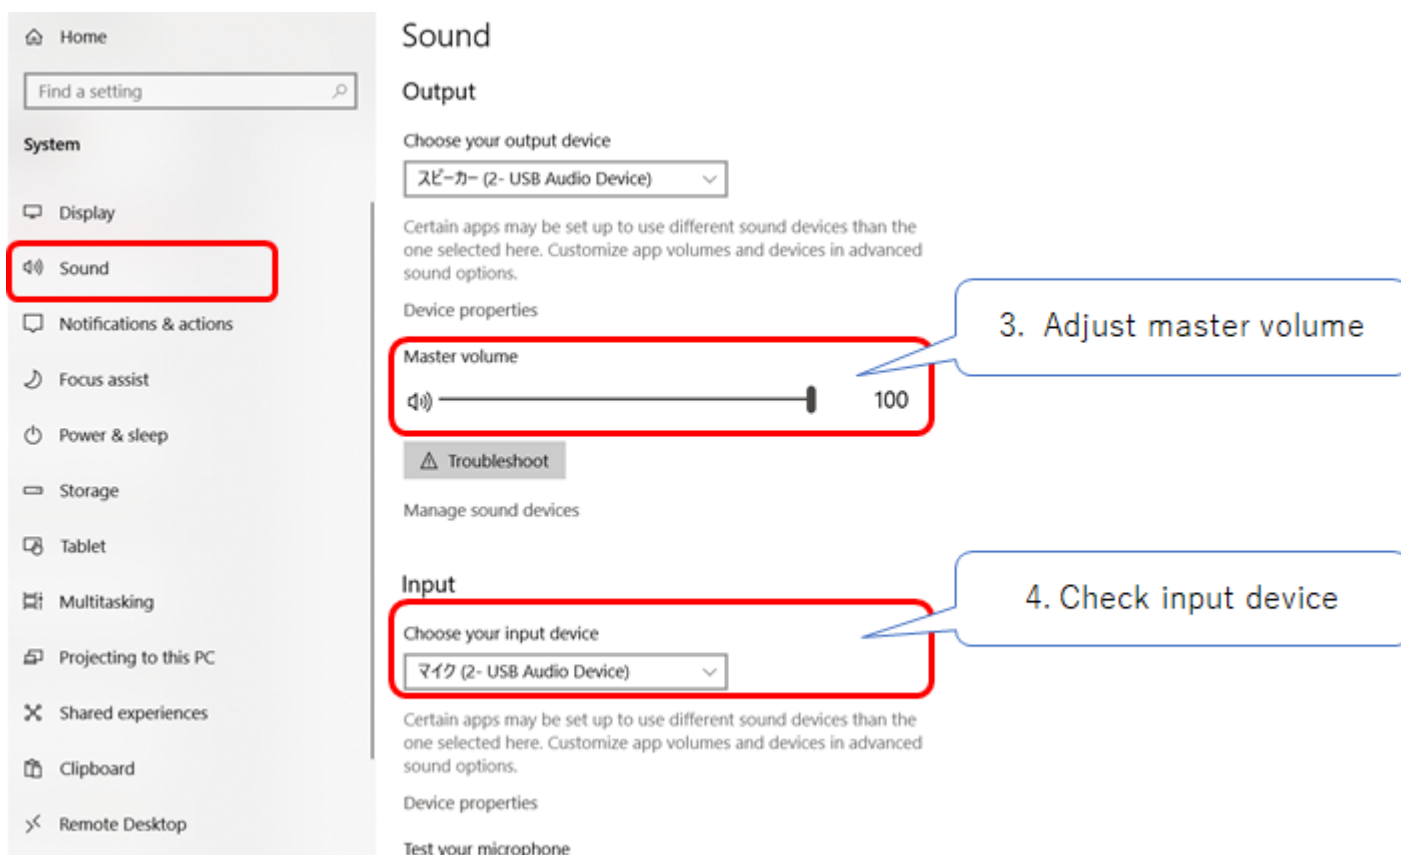 Home
Find a setting
System
Display
Sound
Notifications & actions
Focus assist
Power & sleep
Storage
Tablet
Multitasking
Projecting to this PC
Shared experiences
Clipboard
Remote Desktop
Sound
Output
Choose your output device
スピーカー (2- USB Audio Device)
Certain apps may be set up to use different sound devices than the
one selected here. Customize app volumes and devices in advanced
sound options.
Device properties
Master volume
100
Troubleshoot
Manage sound devices
Input
Choose your input device
マイク (2- USB Audio Device)
Certain apps may be set up to use different sound devices than the
one selected here. Customize app volumes and devices in advanced
sound options.
Device properties
Test your microphone
3. Adjust master volume
4. Check input device